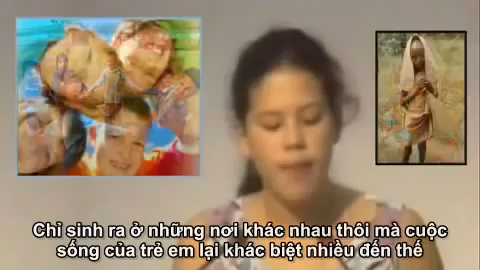 Chỉ sinh ra ở những nơi khác nhau thôi mà cuộc
sống của trẻ em lại khác biệt nhiều đến thế